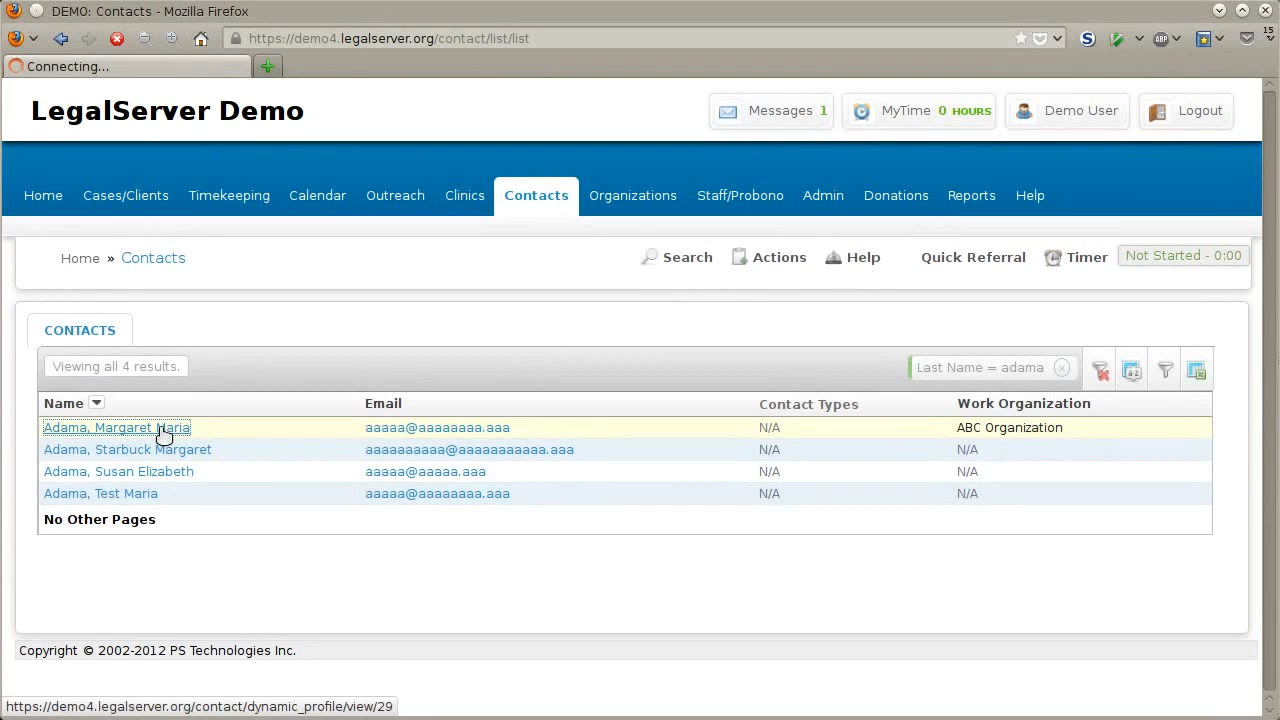 DEMO: Contacts - Mozilla Firefox
https://demo4.legalserver.org/contact/list/list
S
ABP
15
Connecting...
LegalServer Demo
Messages 1
MyTime 0 HOURS
Demo User
Logout
Home Cases/Clients Timekeeping Calendar Outreach Clinics Contacts Organizations Staff/Probono Admin Donations Reports Help
Home » Contacts
Search Actions Help Quick Referral Timer Not Started - 0:00
CONTACTS
Viewing all 4 results.
Last Name = adama
Name Email Contact Types Work Organization
Adama, Margaret Maria aaaaa@aaaaaaaa.aaa N/A ABC Organization
Adama, Starbuck Margaret aaaaaaaaaa@aaaaaaaaaaa.aaa N/A N/A
Adama, Susan Elizabeth aaaaa@aaaaa.aaa N/A N/A
Adama, Test Maria aaaaa@aaaaaaaa.aaa N/A N/A
No Other Pages
Copyright © 2002-2012 PS Technologies Inc.
https://demo4.legalserver.org/contact/dynamic_profile/view/29